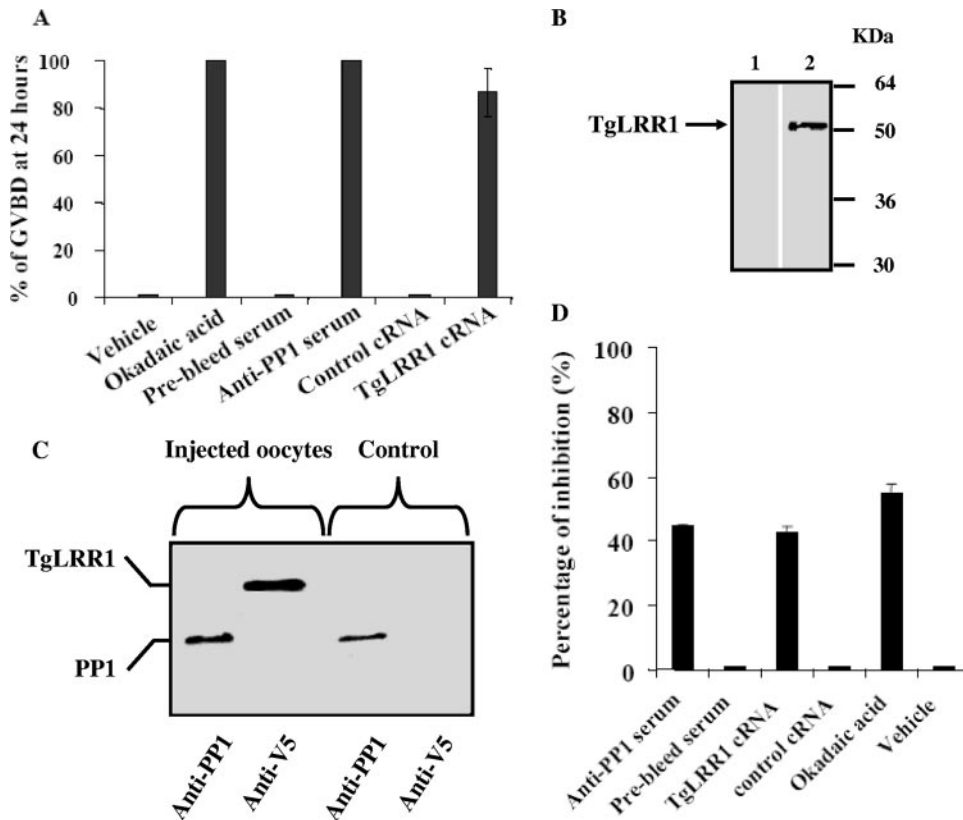 A
% of GVBD at 24 hours
100
80
60
40
20
0
Vehicle
Okadaic acid
Pre-bleed serum
Anti-PP1 serum
Control cRNA
TgLRR1 cRNA
B
KDa
1 2
TgLRR1
64
50
36
30
C
Injected oocytes Control
TgLRR1
PP1
Anti-PP1
Anti-V5
Anti-PP1
Anti-V5
D
Percentage of inhibition (%)
100
80
60
40
20
0
Anti-PP1 serum
Pre-bleed serum
TgLRR1 cRNA
control cRNA
Okadaic acid
Vehicle